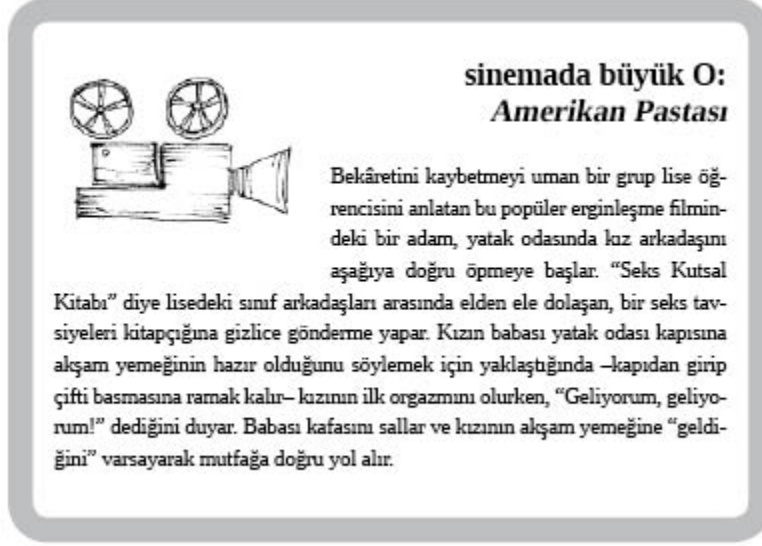 sinemada büyük O:
Amerikan Pastası
Bekâretini kaybetmeyi uman bir grup lise öğ-
rencisini anlatan bu popüler erginleşme filmin-
deki bir adam, yatak odasında kız arkadaşını
aşağıya doğru öpmeye başlar. “Seks Kutsal
Kitabı” diye lisedeki sınıf arkadaşları arasında elden ele dolaşan, bir seks tav-
siyeleri kitapçığına gizlice gönderme yapar. Kızın babası yatak odası kapısına
akşam yemeğinin hazır olduğunu söylemek için yaklaştığında –kapıdan girip
çifti basmasına ramak kalır– kızının ilk orgazmını olurken, “Geliyorum, geliyo-
rum!” dediğini duyar. Babası kafasını sallar ve kızının akşam yemeğine “geldi-
ğini” varsayarak mutfağa doğru yol alır.